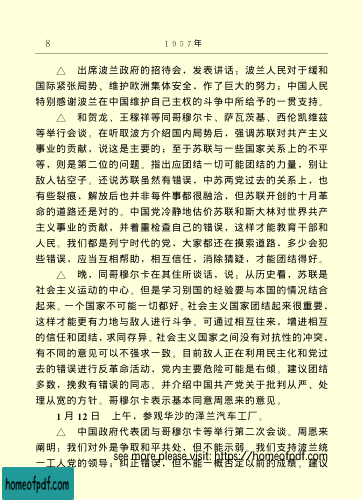 8
1957年
△ 出席波兰政府的招待会，发表讲话：波兰人民对于缓和
国际紧张局势、维护欧洲集体安全，作了巨大的努力；中国人民
特别感谢波兰在中国维护自己主权的斗争中所给予的一贯支持。
△ 和贺龙、王稼祥等同哥穆尔卡、萨瓦茨基、西伦凯维兹
等举行会谈。在听取波方介绍国内局势后，强调苏联对共产主义
事业的贡献，说这是主要的；至于苏联与一些国家关系上的不平
等，则是第二位的问题。指出应团结一切可能团结的力量，别让
敌人钻空子。还说苏联虽然有错误，中苏两党过去的关系上，也
有些裂痕，解放后也并非每件事都很融洽，但苏联开创的十月革
命的道路还是对的。中国党冷静地估价苏联和斯大林对世界共产
主义事业的贡献，并着重检查自己的错误，这样才能教育干部和
人民。我们都是列宁时代的党，大家都还在摸索道路，多少会犯
些错误，应当互相帮助，相互信任，消除猜疑，才能团结得好。
△ 晚，同哥穆尔卡在其住所谈话，说：从历史看，苏联是
社会主义运动的中心。但是学习别国的经验要与本国的情况结合
起来。一个国家不可能一切都好。社会主义国家团结起来很重要，
这样才能更有力地与敌人进行斗争。可通过相互往来，增进相互
的信任和团结，求同存异。社会主义国家之间没有对抗性的冲突，
有不同的意见可以不强求一致。目前敌人正在利用民主化和党过
去的错误进行反革命活动，党内主要危险可能是右倾。建议团结
多数，挽救有错误的同志。并介绍中国共产党关于批判从严、处
理从宽的方针。哥穆尔卡表示基本同意周恩来的意见。
1月12日 上午，参观华沙的泽兰汽车工厂。
△ 中国政府代表团与哥穆尔卡等举行第二次会谈。周恩来
阐明：我们对外是争取和平共处，但不能示弱。我们支持波兰统
一工人党的领导；纠正错误，但不能一概否定以前的成绩。建议
see more please visit: https://homeofpdf.com
homeofpdf.com
homeofpdf.com